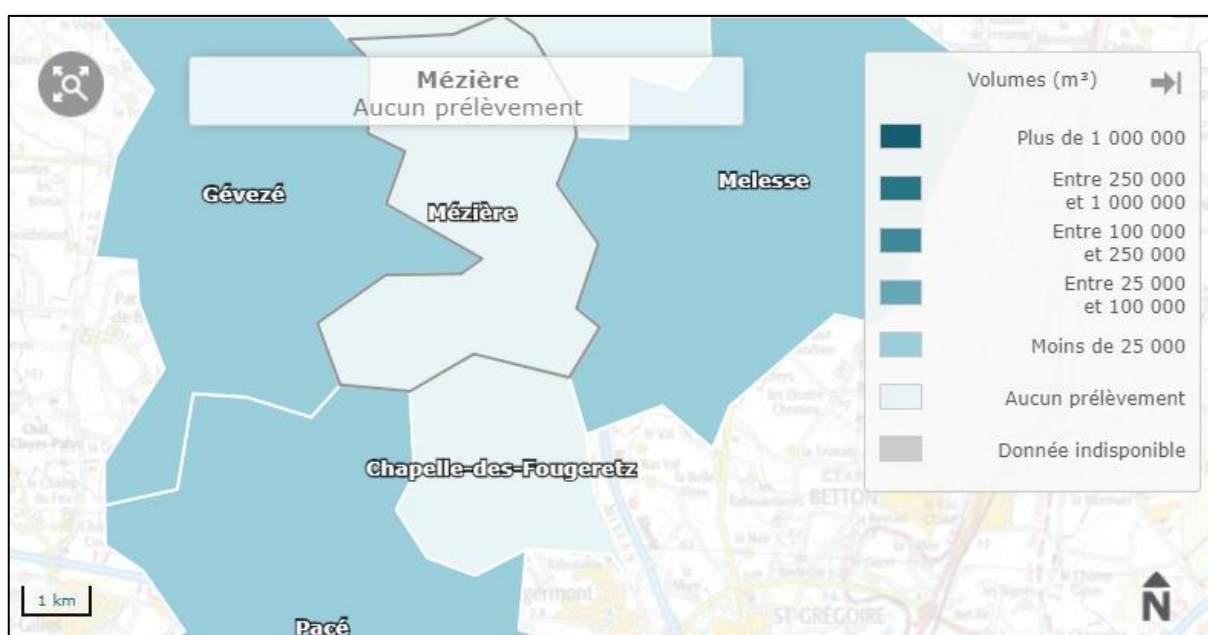 Mézière
Aucun prélèvement
Gévezé
Mézière
Melesse
Chapelle-des-Fougeretz
Pacé
BETTON
ST-GRÉGOIRE
1 km
N
Volumes (m³)
Plus de 1 000 000
Entre 250 000
et 1 000 000
Entre 100 000
et 250 000
Entre 25 000
et 100 000
Moins de 25 000
Aucun prélèvement
Donnée indisponible